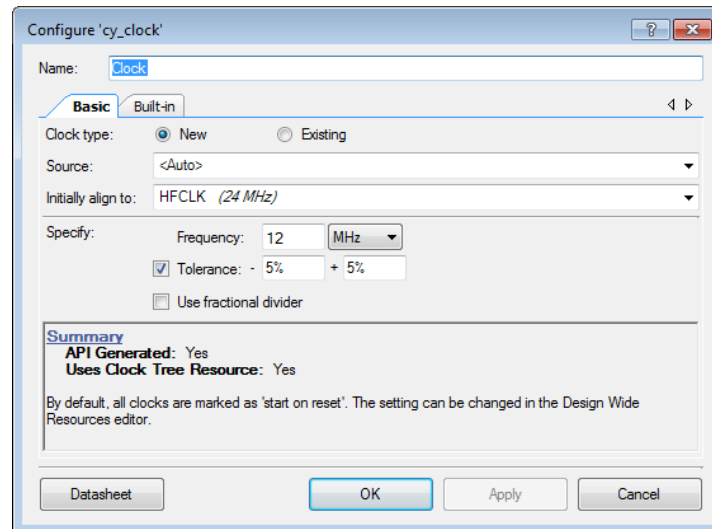 Configure 'cy_clock'
Name: Clock
Basic Built-in
Clock type: New Existing
Source: <Auto>
Initially align to: HFCLK (24 MHz)
Specify: Frequency: 12 MHz
Tolerance: - 5% + 5%
Use fractional divider
Summary
API Generated: Yes
Uses Clock Tree Resource: Yes
By default, all clocks are marked as 'start on reset'. The setting can be changed in the Design Wide
Resources editor.
Datasheet OK Apply Cancel